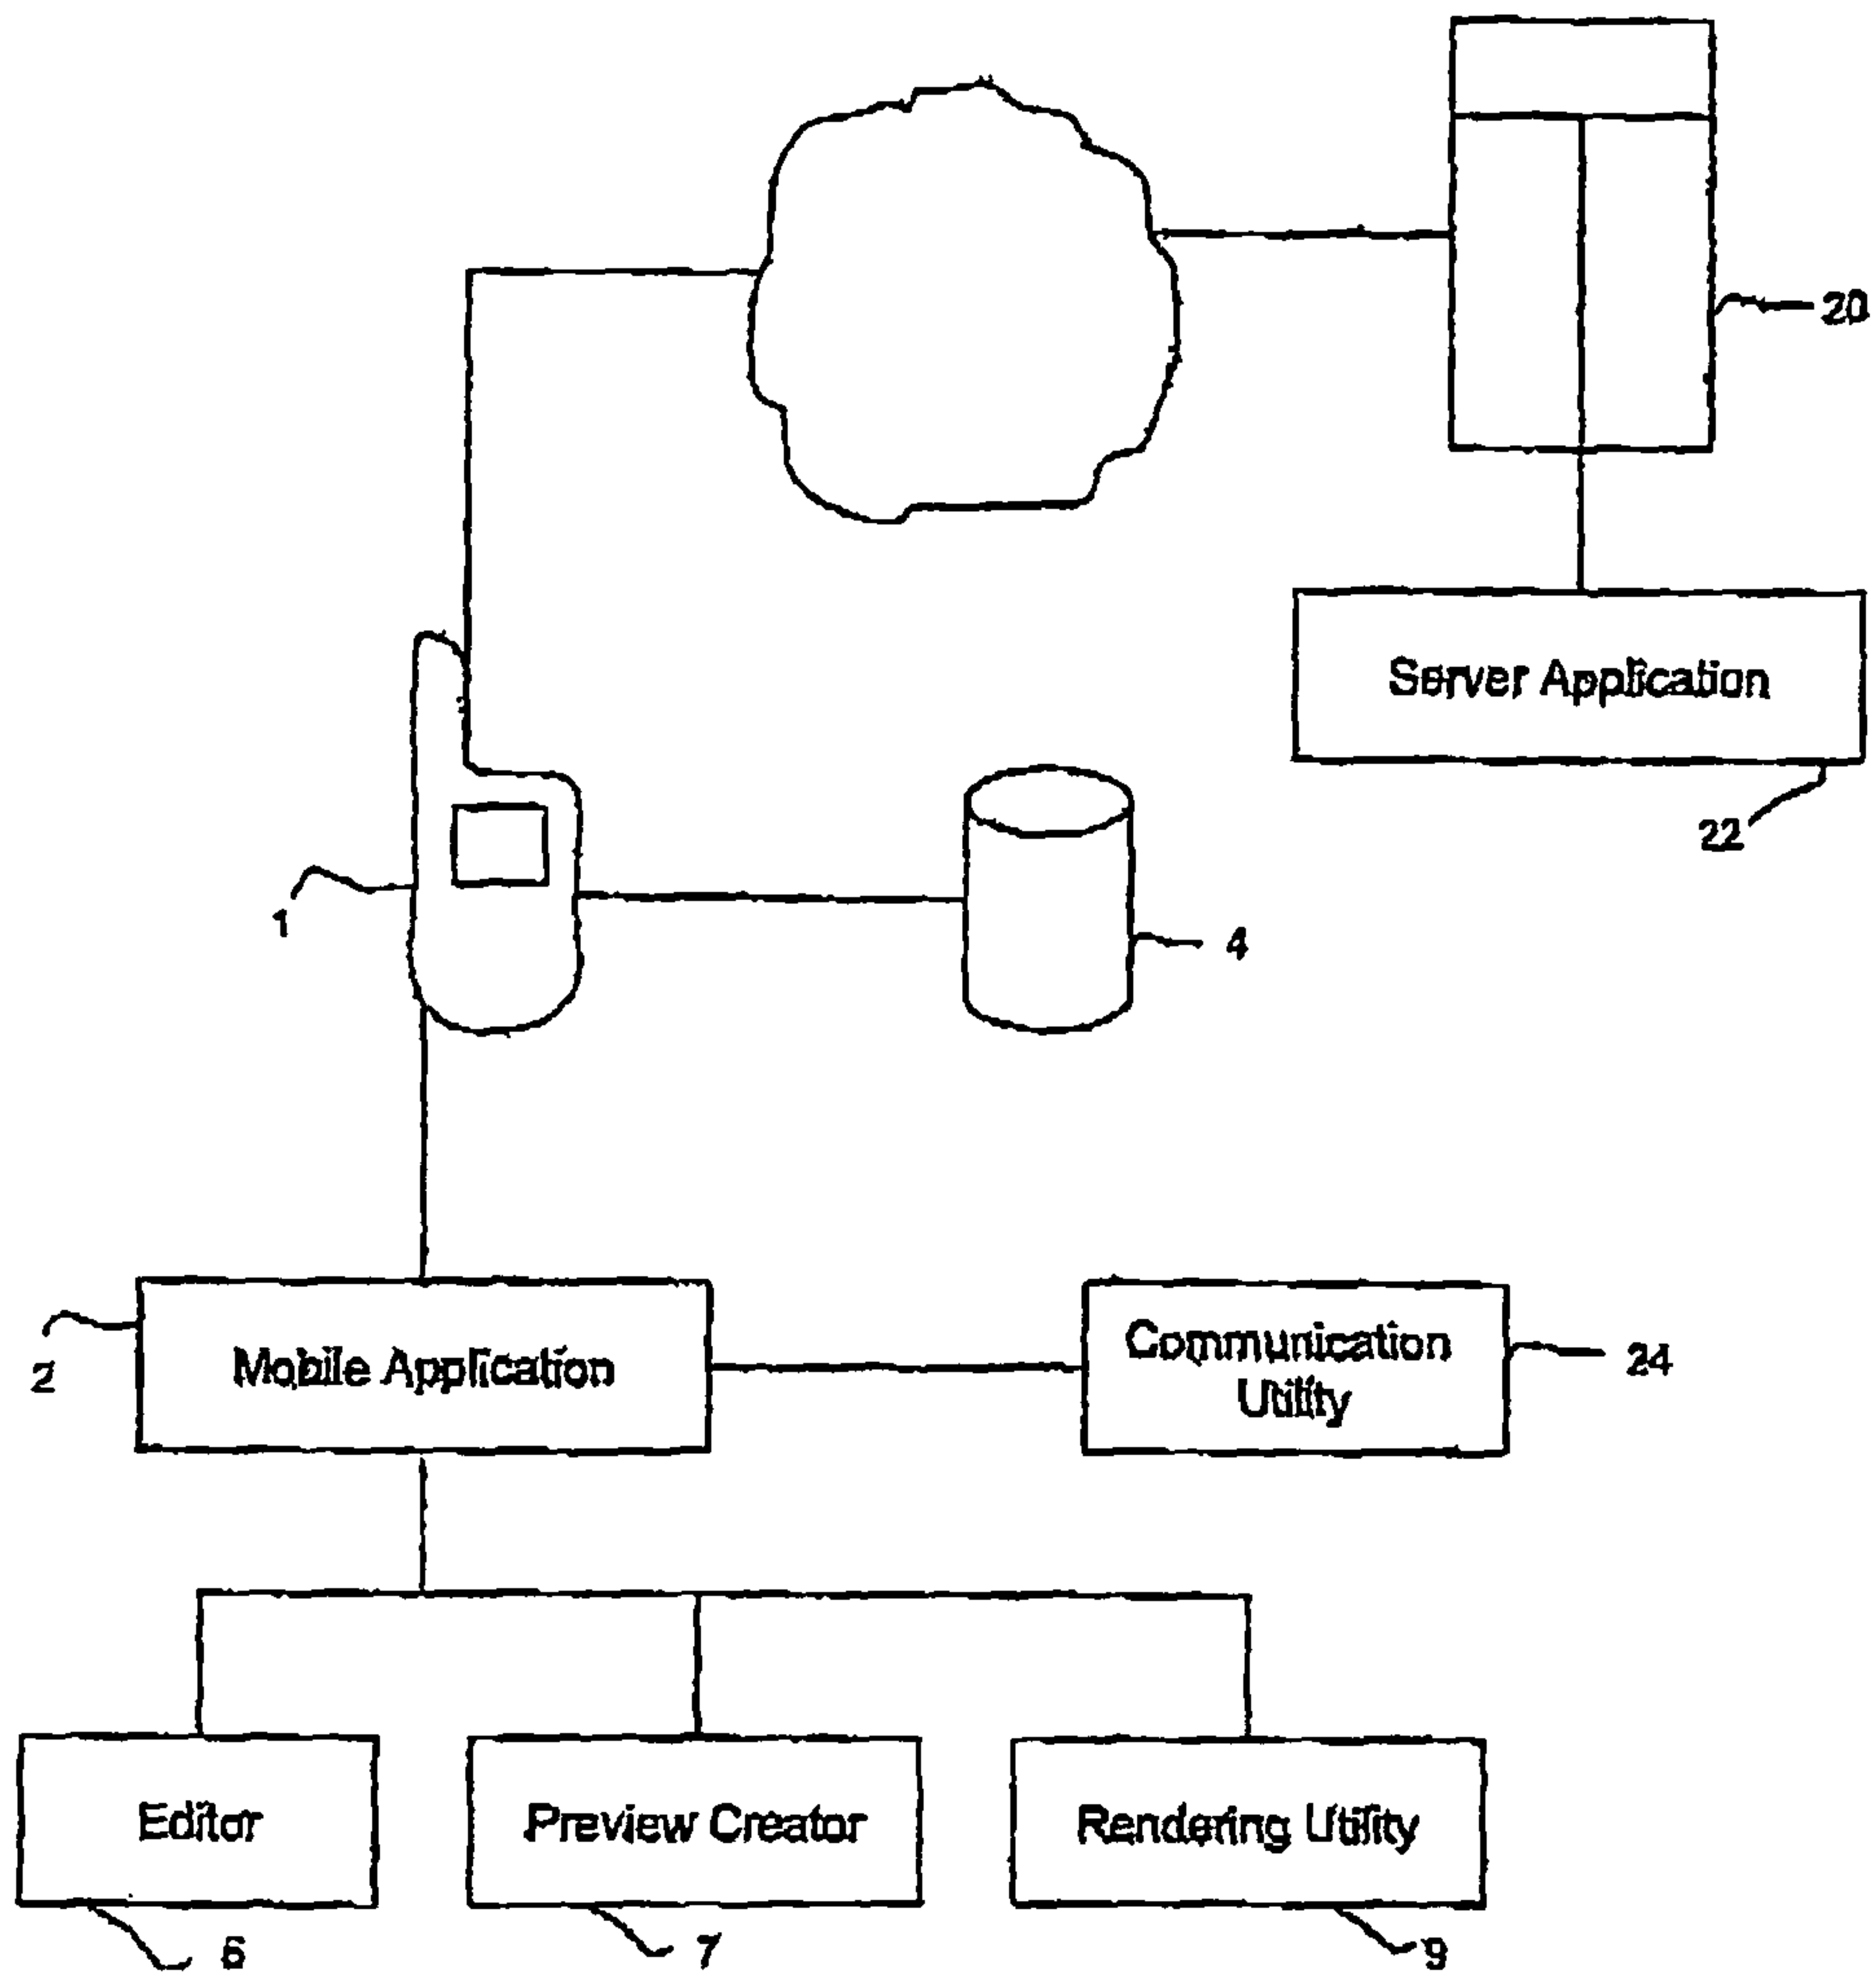 20
Server Application
22
1
4
2
Mobile Application
Communication
Utility
24
Editor
Preview Creator
Rendering Utility
7
9